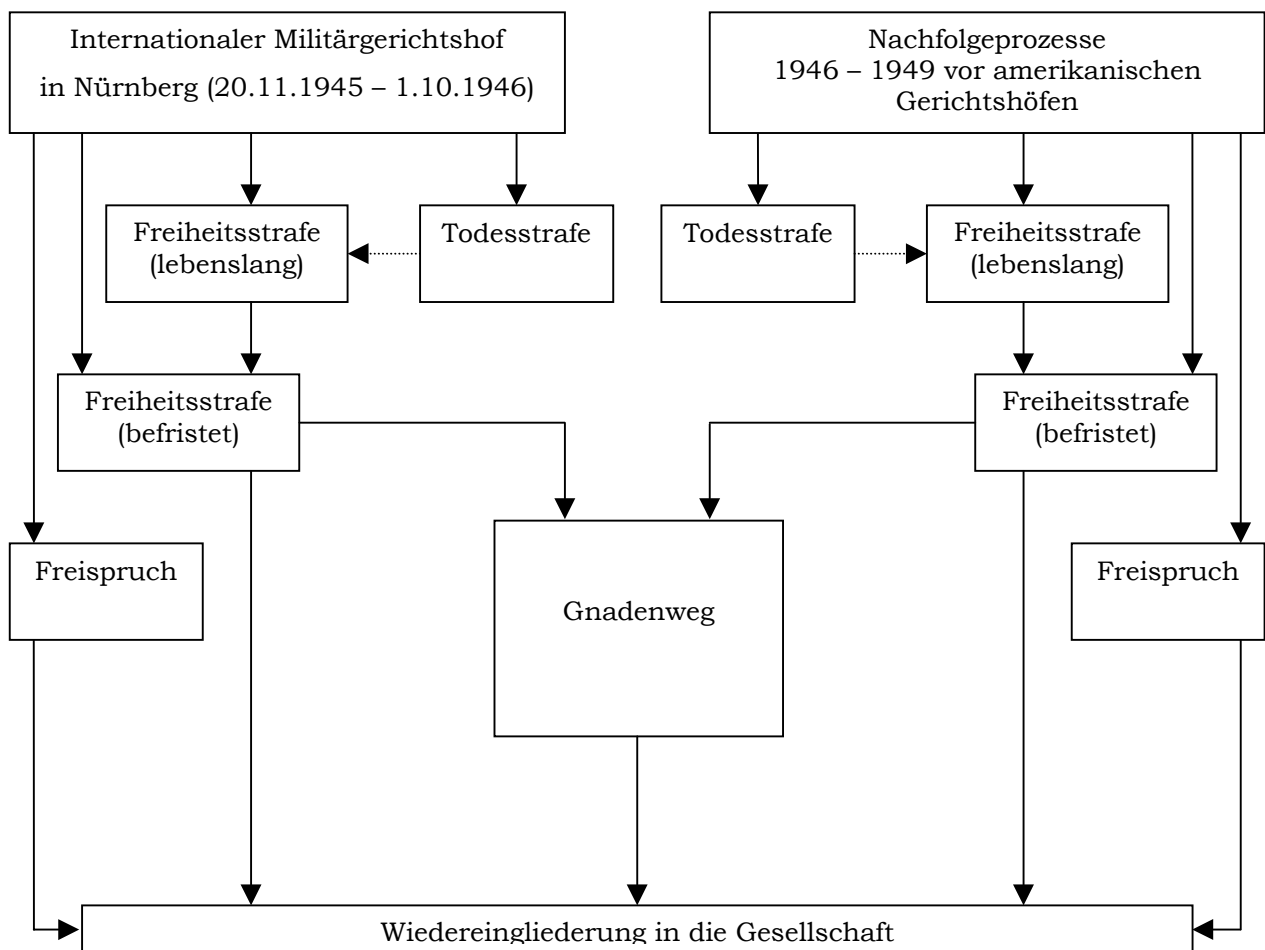 Internationaler Militärgerichtshof
in Nürnberg (20.11.1945 – 1.10.1946)
Nachfolgeprozesse
1946 – 1949 vor amerikanischen
Gerichtshöfen
Freiheitsstrafe
(lebenslang)
Todesstrafe
Todesstrafe
Freiheitsstrafe
(lebenslang)
Freiheitsstrafe
(befristet)
Freiheitsstrafe
(befristet)
Freispruch
Gnadenweg
Freispruch
Wiedereingliederung in die Gesellschaft